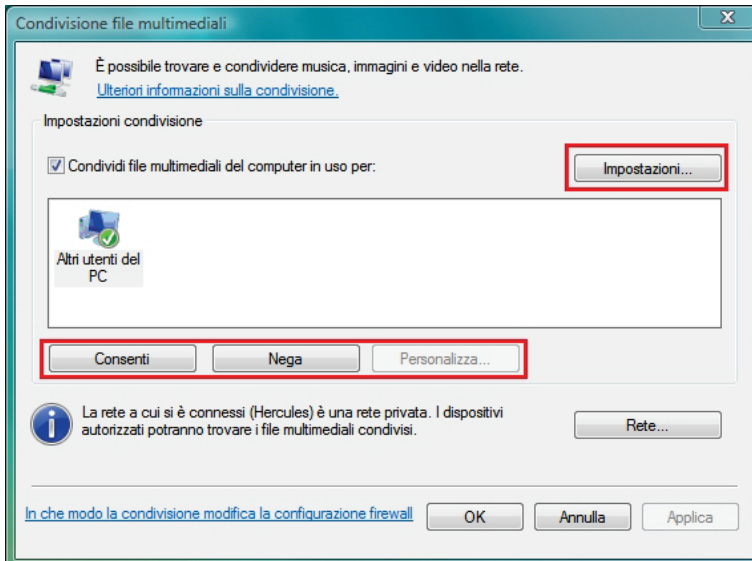 Condivisione file multimediali
È possibile trovare e condividere musica, immagini e video nella rete.
Ulteriori informazioni sulla condivisione.
Impostazioni condivisione
Condividi file multimediali del computer in uso per:
Impostazioni...
Altri utenti del
PC
Consenti
Nega
Personalizza...
La rete a cui si è connessi (Hercules) è una rete privata. I dispositivi
autorizzati potranno trovare i file multimediali condivisi.
Rete...
In che modo la condivisione modifica la configurazione firewall
OK
Annulla
Applica